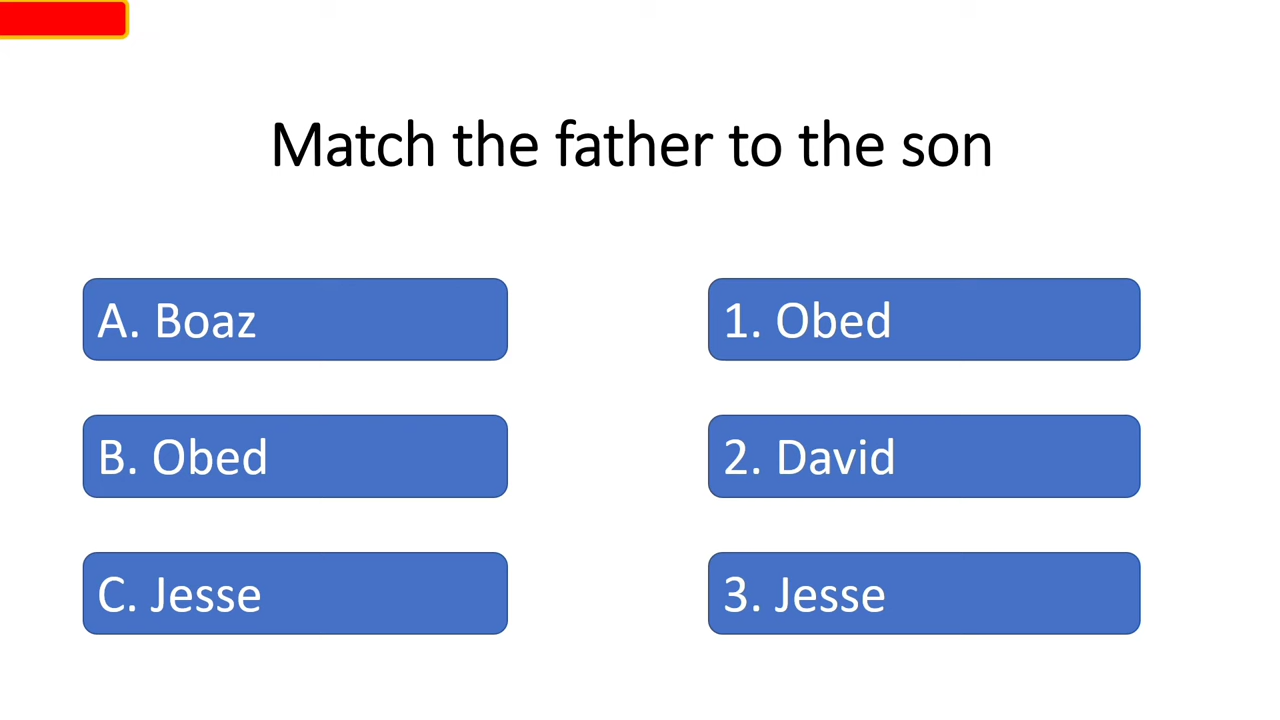 Match the father to the son
A. Boaz
1. Obed
B. Obed
2. David
C. Jesse
3. Jesse